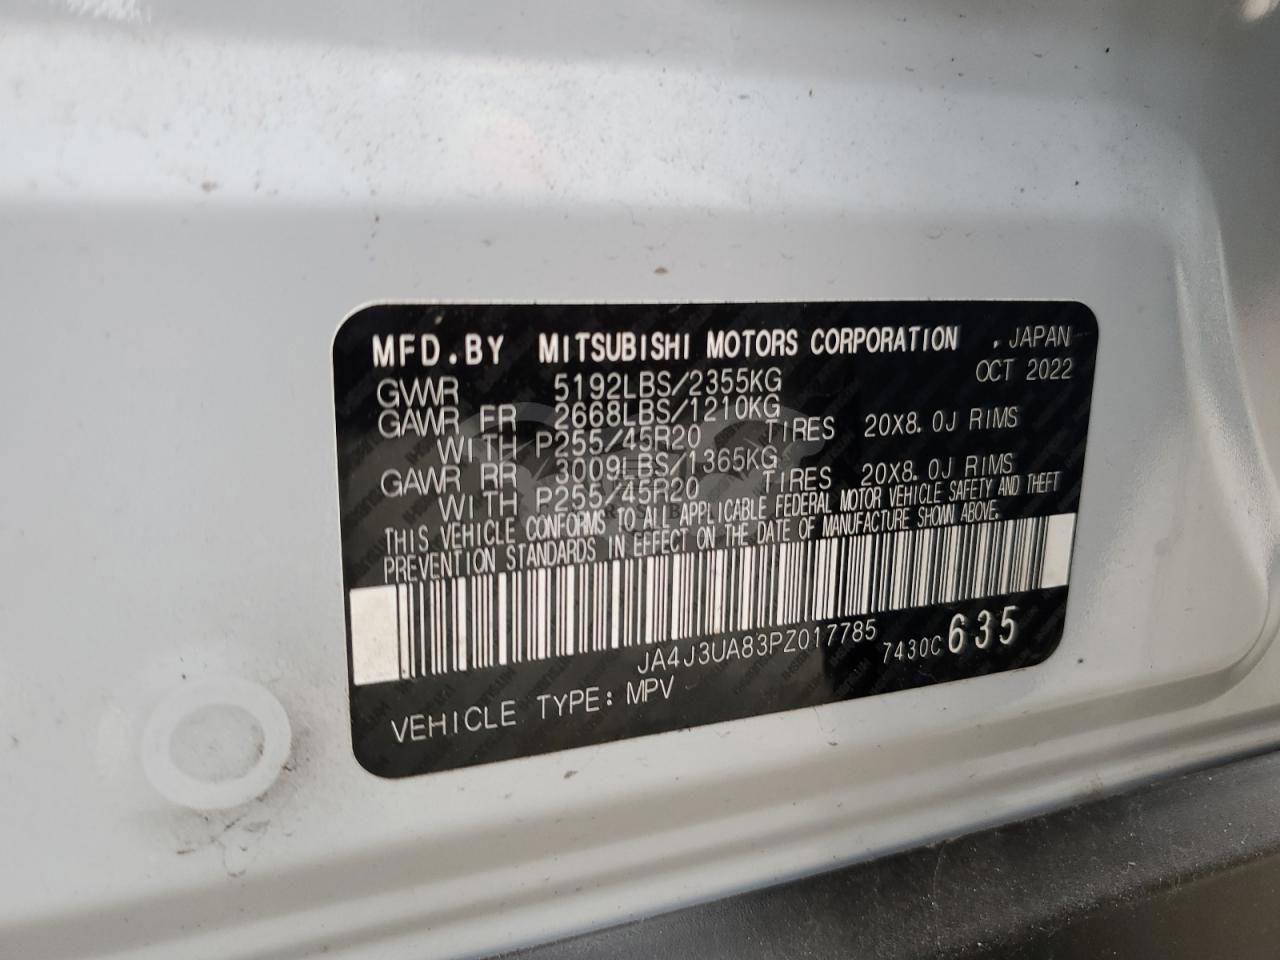 MFD.BY MITSUBISHI MOTORS CORPORATION , JAPAN
OCT 2022
GVWR 5192LBS/2355KG
GAWR FR 2668LBS/1210KG
WITH P255/45R20 TIRES 20X8.0J RIMS
GAWR RR 3009LBS/1365KG
WITH P255/45R20 TIRES 20X8.0J RIMS
THIS VEHICLE CONFORMS TO ALL APPLICABLE FEDERAL MOTOR VEHICLE SAFETY AND THEFT
PREVENTION STANDARDS IN EFFECT ON THE DATE OF MANUFACTURE SHOWN ABOVE.
JA4J3UA83PZ017785 7430C635
VEHICLE TYPE: MPV